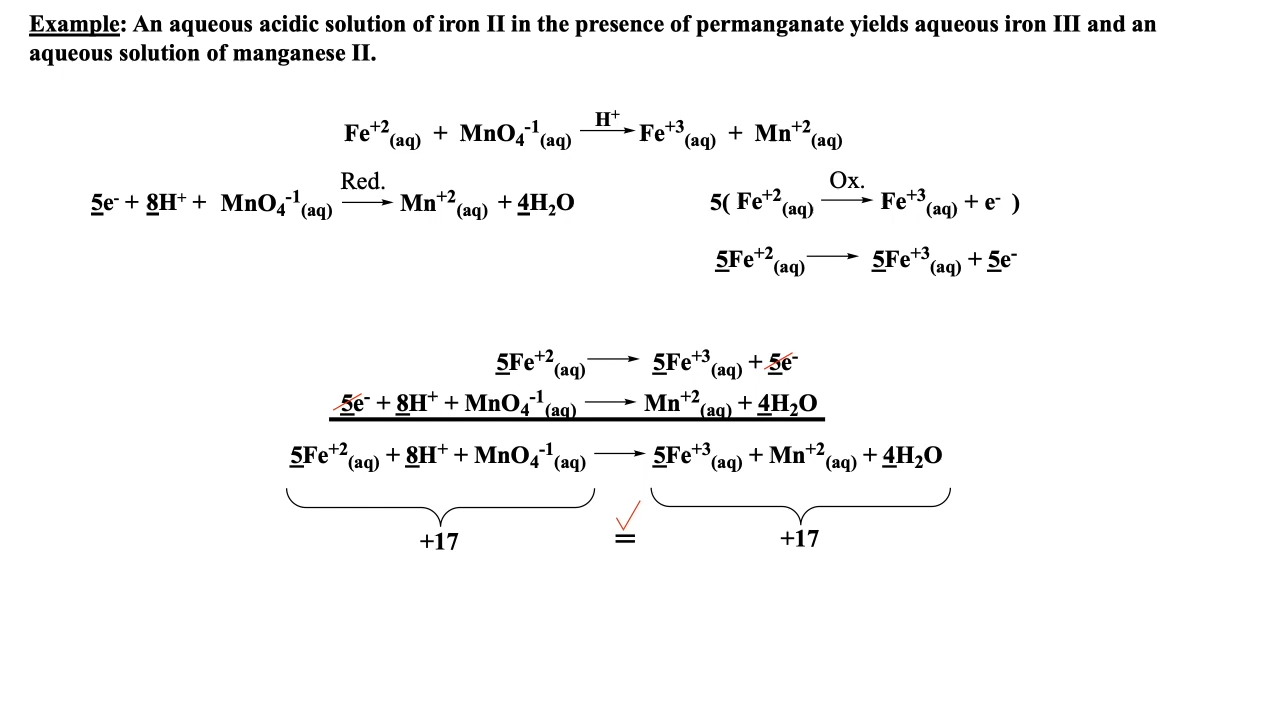 Example: An aqueous acidic solution of iron II in the presence of permanganate yields aqueous iron III and an
aqueous solution of manganese II.
Fe⁺²(aq) + MnO₄⁻¹(aq) H⁺ → Fe⁺³(aq) + Mn⁺²(aq)
5e⁻ + 8H⁺ + MnO₄⁻¹(aq) Red. → Mn⁺²(aq) + 4H₂O
5( Fe⁺²(aq) Ox. → Fe⁺³(aq) + e⁻ )
5Fe⁺²(aq) → 5Fe⁺³(aq) + 5e⁻
5Fe⁺²(aq) → 5Fe⁺³(aq) + 5e⁻
5e⁻ + 8H⁺ + MnO₄⁻¹(aq) → Mn⁺²(aq) + 4H₂O
5Fe⁺²(aq) + 8H⁺ + MnO₄⁻¹(aq) → 5Fe⁺³(aq) + Mn⁺²(aq) + 4H₂O
+17 = +17